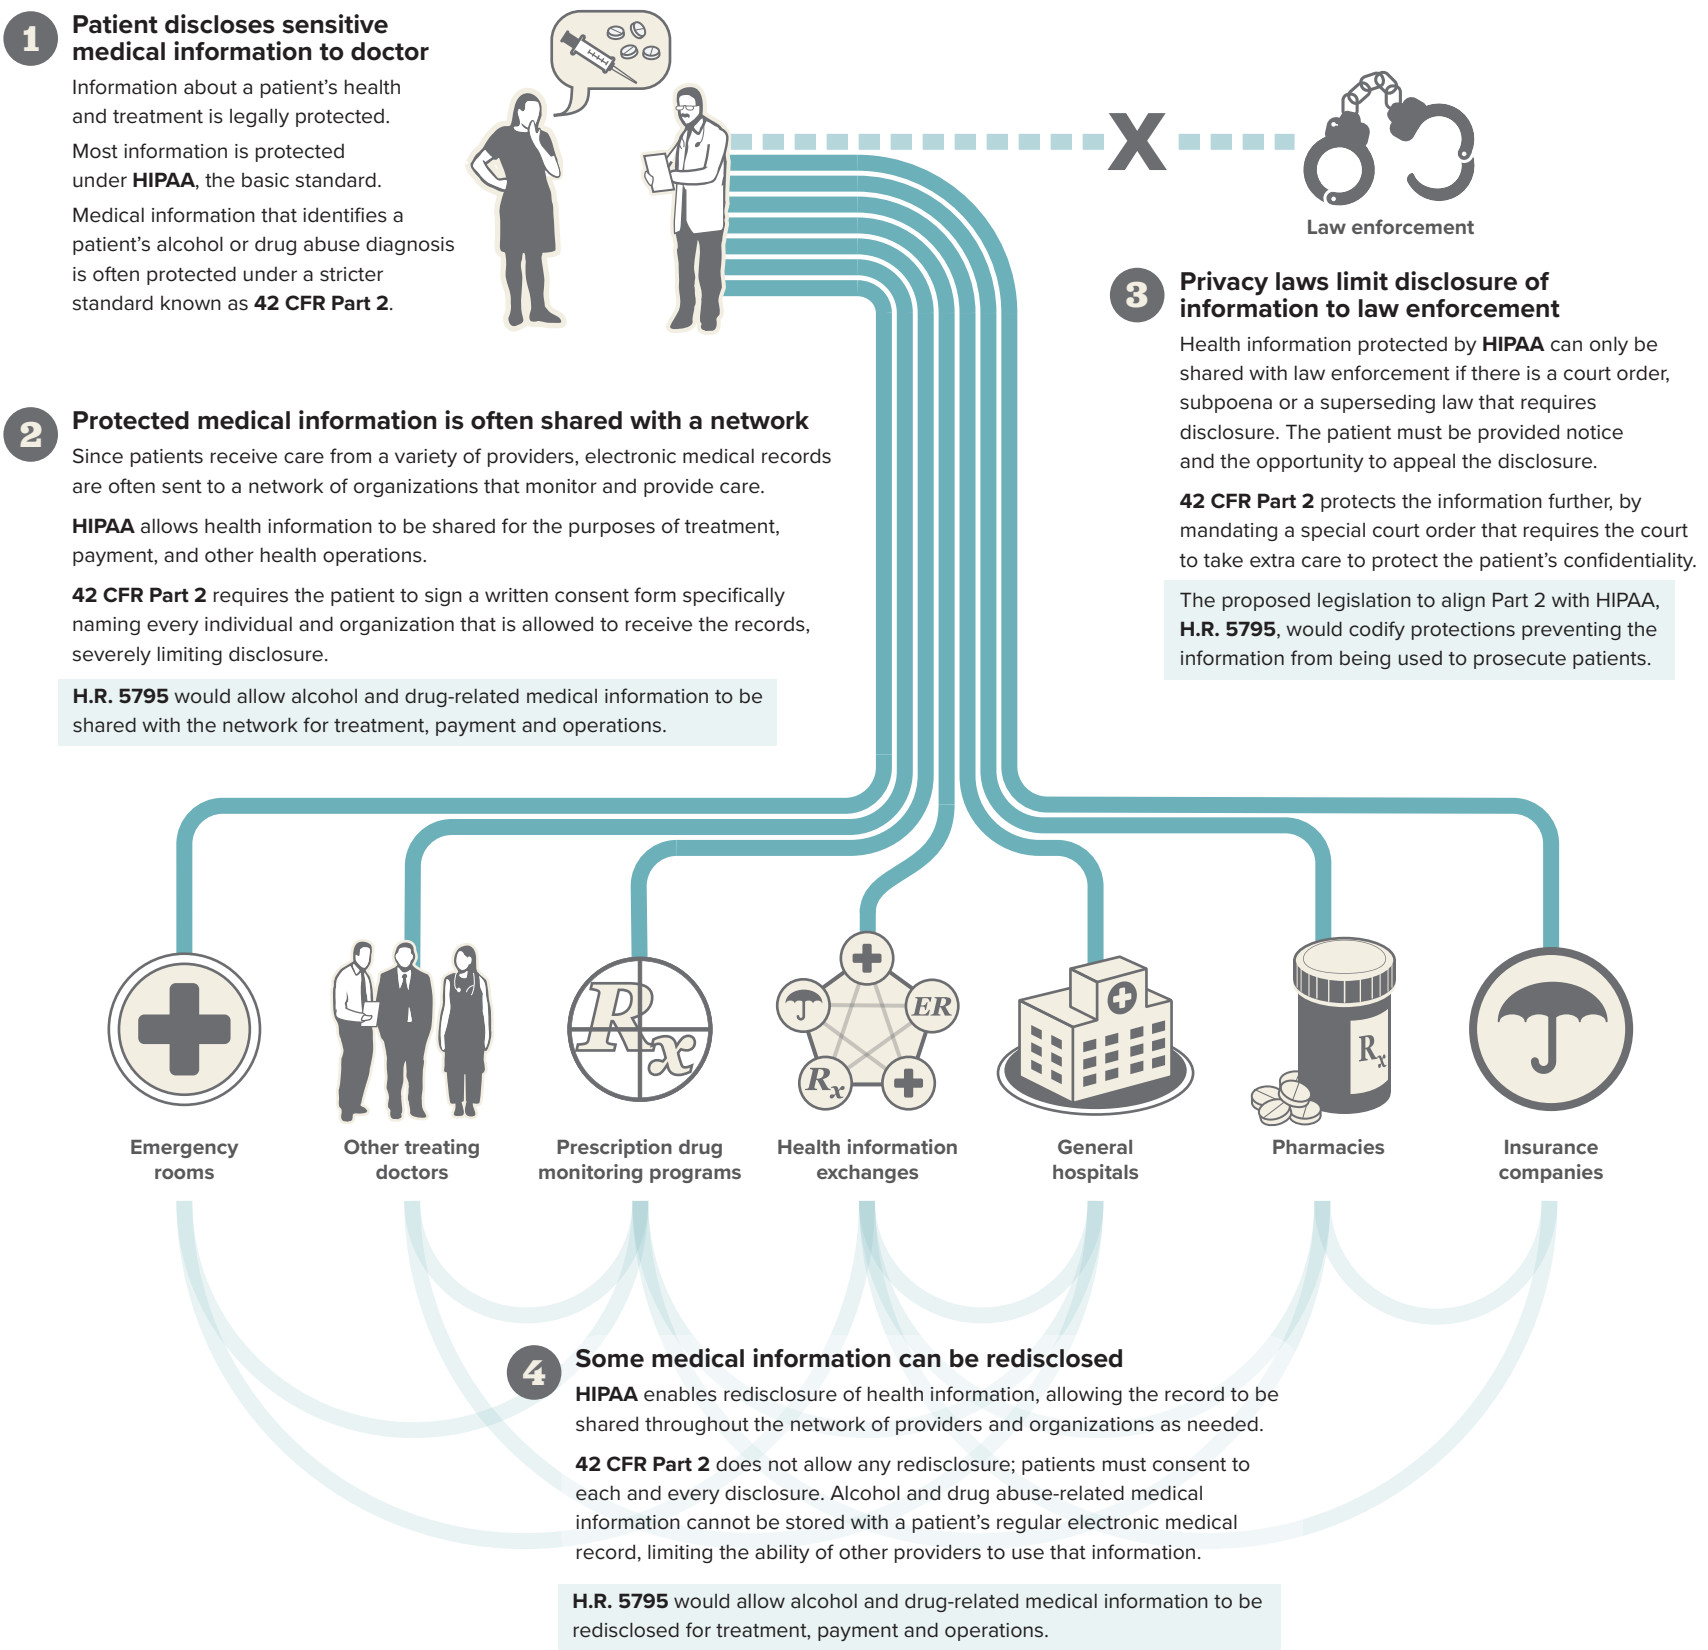 1
Patient discloses sensitive
medical information to doctor
Information about a patient’s health
and treatment is legally protected.
Most information is protected
under HIPAA, the basic standard.
Medical information that identifies a
patient’s alcohol or drug abuse diagnosis
is often protected under a stricter
standard known as 42 CFR Part 2.
X
Law enforcement
3
Privacy laws limit disclosure of
information to law enforcement
Health information protected by HIPAA can only be
shared with law enforcement if there is a court order,
subpoena or a superseding law that requires
disclosure. The patient must be provided notice
and the opportunity to appeal the disclosure.
42 CFR Part 2 protects the information further, by
mandating a special court order that requires the court
to take extra care to protect the patient’s confidentiality.
The proposed legislation to align Part 2 with HIPAA,
H.R. 5795, would codify protections preventing the
information from being used to prosecute patients.
2
Protected medical information is often shared with a network
Since patients receive care from a variety of providers, electronic medical records
are often sent to a network of organizations that monitor and provide care.
HIPAA allows health information to be shared for the purposes of treatment,
payment, and other health operations.
42 CFR Part 2 requires the patient to sign a written consent form specifically
naming every individual and organization that is allowed to receive the records,
severely limiting disclosure.
H.R. 5795 would allow alcohol and drug-related medical information to be
shared with the network for treatment, payment and operations.
Rx
ER
Rx
Rx
Emergency
rooms
Other treating
doctors
Prescription drug
monitoring programs
Health information
exchanges
General
hospitals
Pharmacies
Insurance
companies
4
Some medical information can be redisclosed
HIPAA enables redisclosure of health information, allowing the record to be
shared throughout the network of providers and organizations as needed.
42 CFR Part 2 does not allow any redisclosure; patients must consent to
each and every disclosure. Alcohol and drug abuse-related medical
information cannot be stored with a patient’s regular electronic medical
record, limiting the ability of other providers to use that information.
H.R. 5795 would allow alcohol and drug-related medical information to be
redisclosed for treatment, payment and operations.